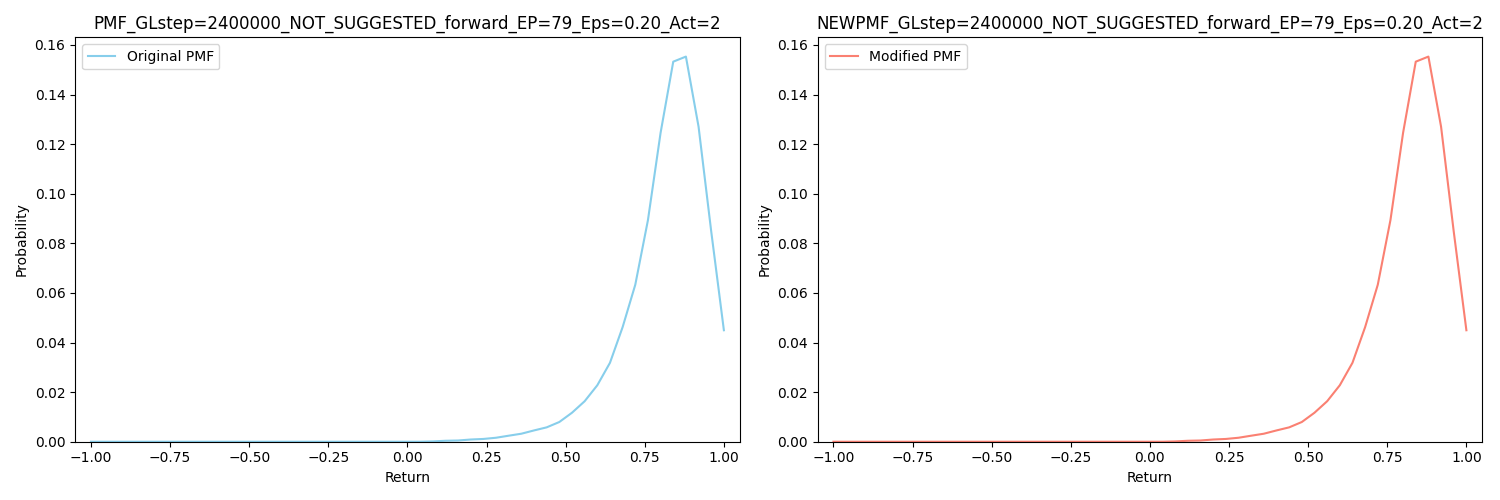 PMF_GLstep=2400000_NOT_SUGGESTED_forward_EP=79_Eps=0.20_Act=2
Original PMF
Probability
0.16
0.14
0.12
0.10
0.08
0.06
0.04
0.02
0.00
−1.00 −0.75 −0.50 −0.25 0.00 0.25 0.50 0.75 1.00
Return
NEWPMF_GLstep=2400000_NOT_SUGGESTED_forward_EP=79_Eps=0.20_Act=2
Modified PMF
Probability
0.16
0.14
0.12
0.10
0.08
0.06
0.04
0.02
0.00
−1.00 −0.75 −0.50 −0.25 0.00 0.25 0.50 0.75 1.00
Return